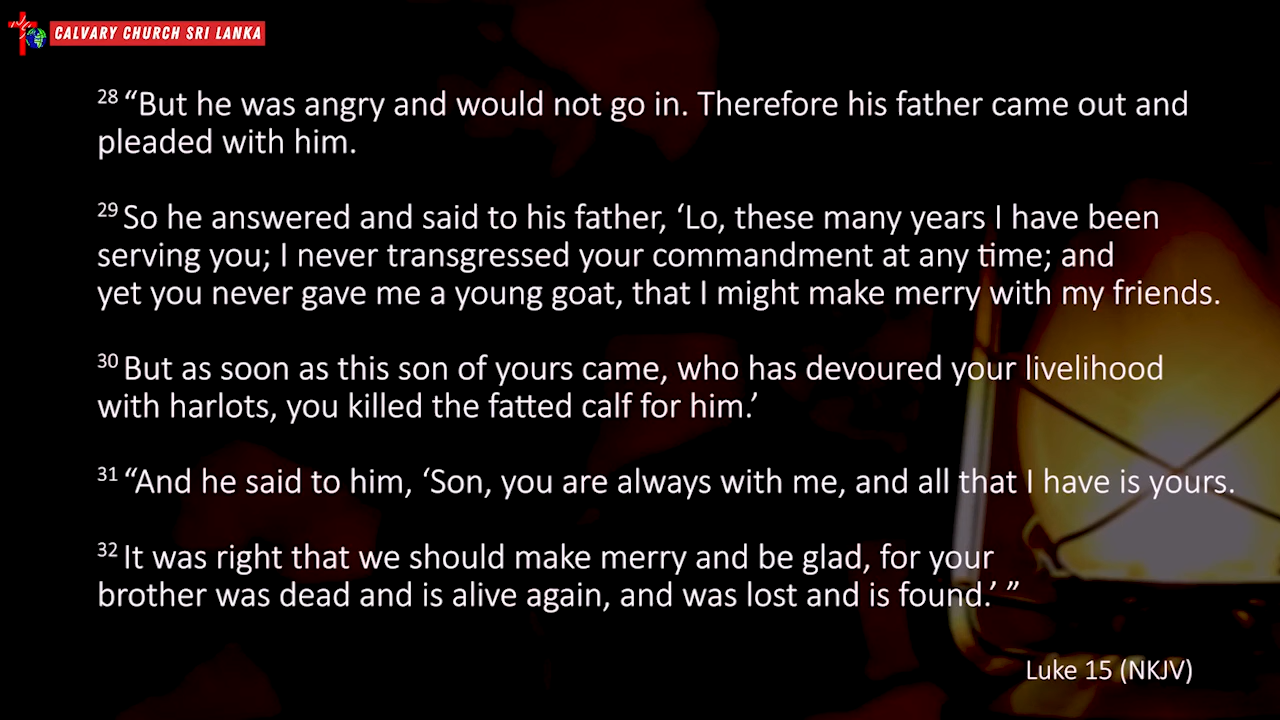 CALVARY CHURCH SRI LANKA
28 “But he was angry and would not go in. Therefore his father came out and
pleaded with him.
29 So he answered and said to his father, ‘Lo, these many years I have been
serving you; I never transgressed your commandment at any time; and
yet you never gave me a young goat, that I might make merry with my friends.
30 But as soon as this son of yours came, who has devoured your livelihood
with harlots, you killed the fatted calf for him.’
31 “And he said to him, ‘Son, you are always with me, and all that I have is yours.
32 It was right that we should make merry and be glad, for your
brother was dead and is alive again, and was lost and is found.’ ”
Luke 15 (NKJV)